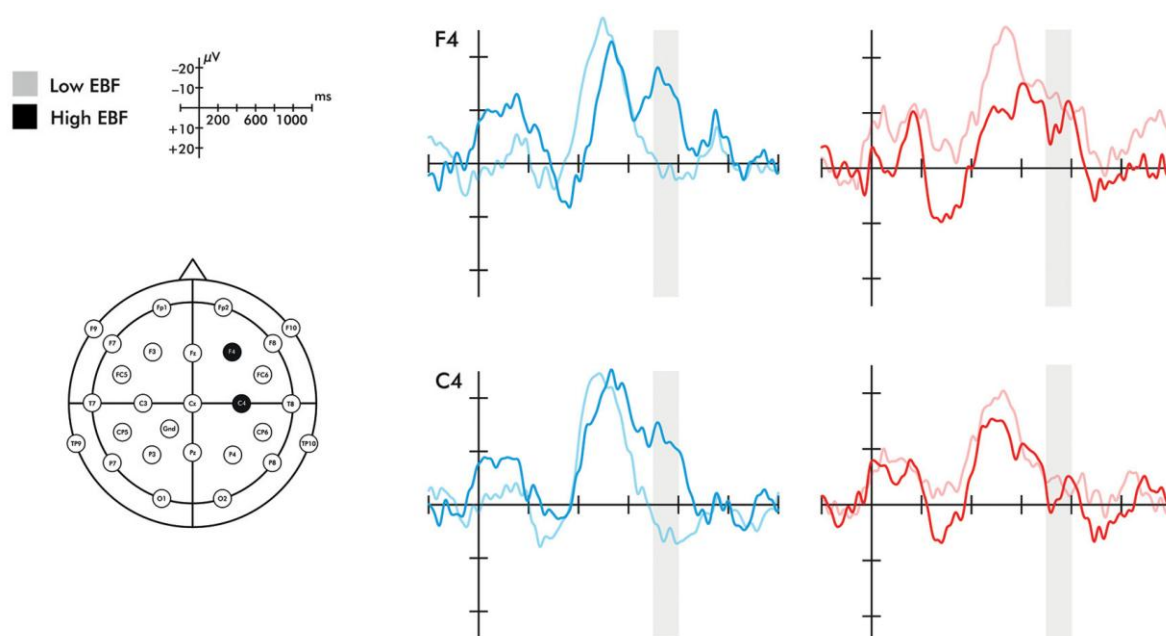 Low EBF
High EBF
μV
−20
−10
+10
+20
ms
200 600 1000
F4
C4
Fp1 Fp2
F9 F10
F7 F8
F3 Fz F4
FC5 FC6
T7 C3 Cz C4 T8
CP5 Gnd CP6
TP9 TP10
P7 P3 Pz P4 P8
O1 O2